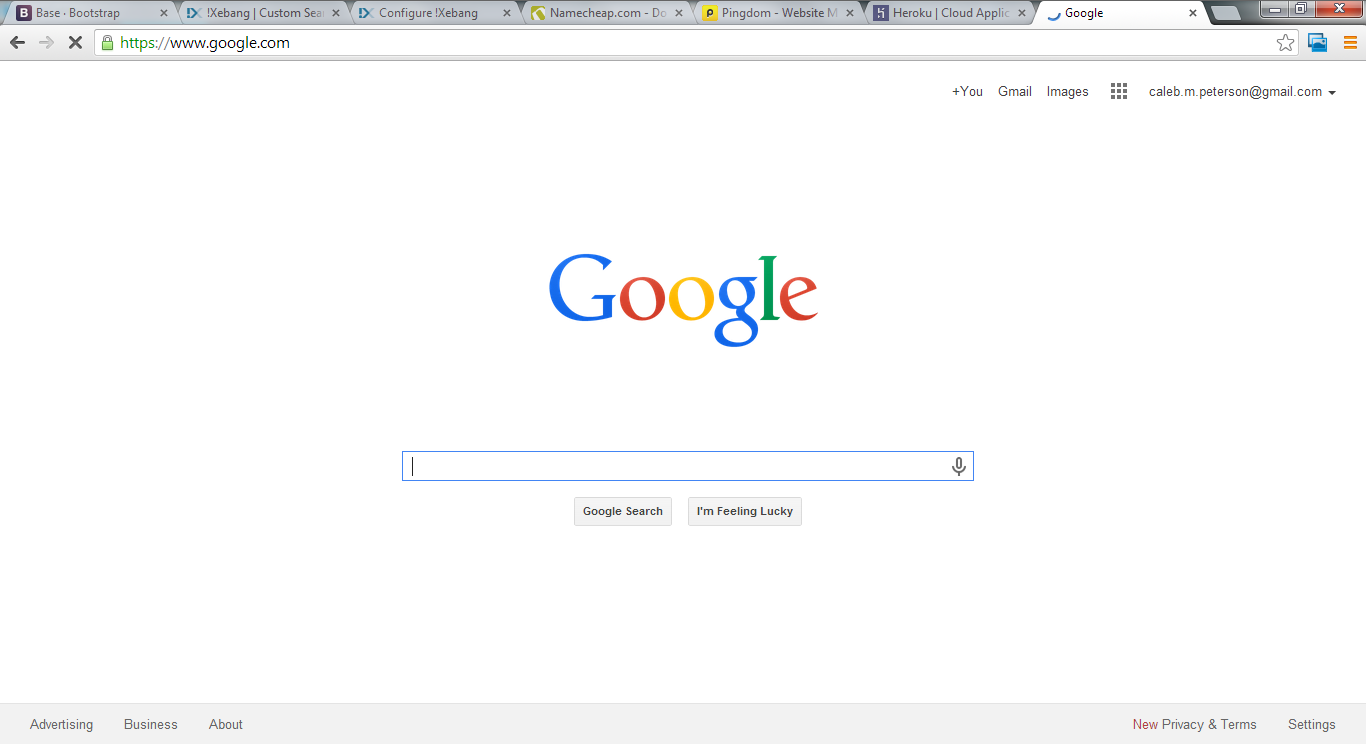 Base · Bootstrap !Xebang | Custom Sear Configure !Xebang Namecheap.com - Do Pingdom - Website M Heroku | Cloud Applic Google
https://www.google.com
+You Gmail Images caleb.m.peterson@gmail.com
Google
Google Search I'm Feeling Lucky
Advertising Business About New Privacy & Terms Settings